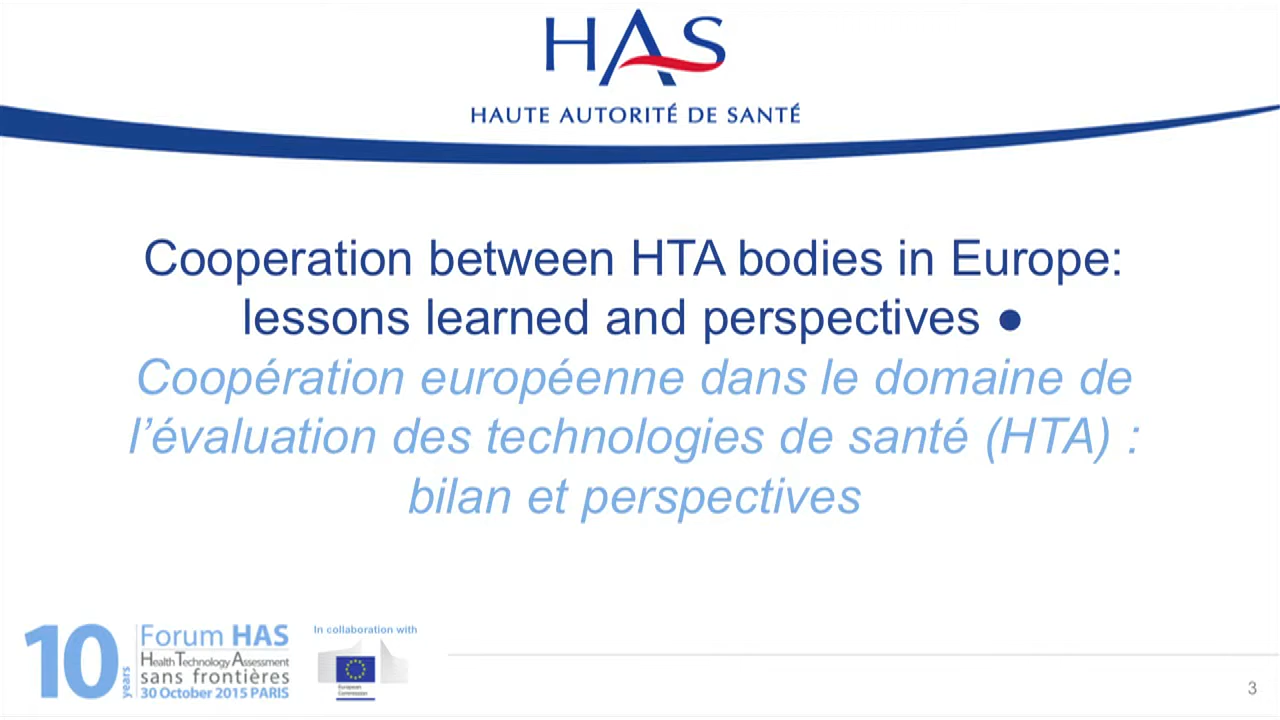 HAS
HAUTE AUTORITÉ DE SANTÉ
Cooperation between HTA bodies in Europe:
lessons learned and perspectives ●
Coopération européenne dans le domaine de
l’évaluation des technologies de santé (HTA) :
bilan et perspectives
10 years
Forum HAS
Health Technology Assessment
sans frontières
30 October 2015 PARIS
In collaboration with
European
Commission
3